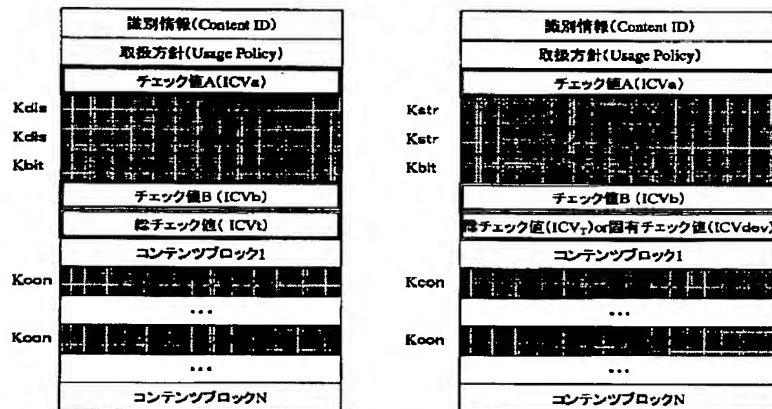 識別情報(Content ID)
取扱方針(Usage Policy)
チェック値A(ICVa)
Kdis
Kdis
Kbit
チェック値B(ICVb)
総チェック値(ICVt)
コンテンツブロック1
Kcon
...
Kcon
...
コンテンツブロックN
識別情報(Content ID)
取扱方針(Usage Policy)
チェック値A(ICVa)
Kstr
Kstr
Kbit
チェック値B(ICVb)
総チェック値(ICVT)or固有チェック値(ICVdev)
コンテンツブロック1
Kcon
...
Kcon
...
コンテンツブロックN